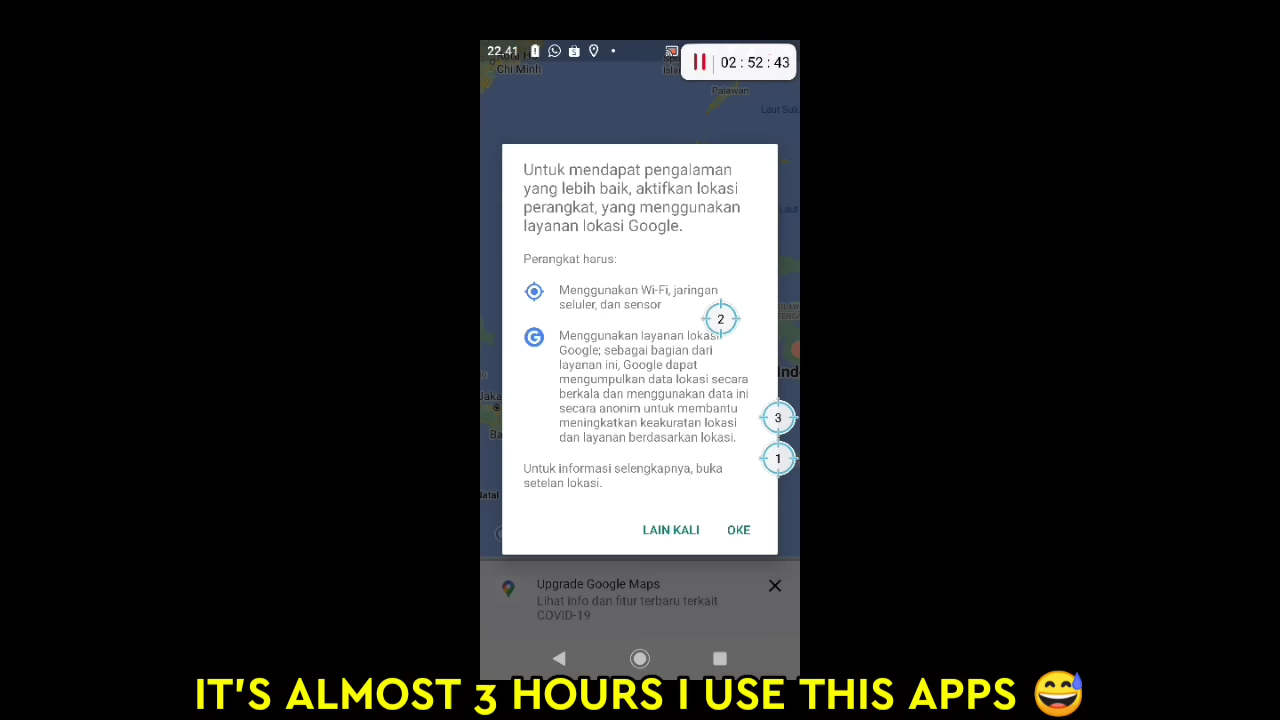 22.41
02 : 52 : 43
Chi Minh
Palawan
Laut Sulu
Untuk mendapat pengalaman
yang lebih baik, aktifkan lokasi
perangkat, yang menggunakan
layanan lokasi Google.
Perangkat harus:
Menggunakan Wi-Fi, jaringan
seluler, dan sensor
2
Menggunakan layanan lokasi
Google; sebagai bagian dari
layanan ini, Google dapat
mengumpulkan data lokasi secara
berkala dan menggunakan data ini
secara anonim untuk membantu
meningkatkan keakuratan lokasi
dan layanan berdasarkan lokasi.
Ind
Jaka
3
1
Untuk informasi selengkapnya, buka
setelan lokasi.
LAIN KALI OKE
Upgrade Google Maps
Lihat info dan fitur terbaru terkait
COVID-19
IT'S ALMOST 3 HOURS I USE THIS APPS 😅